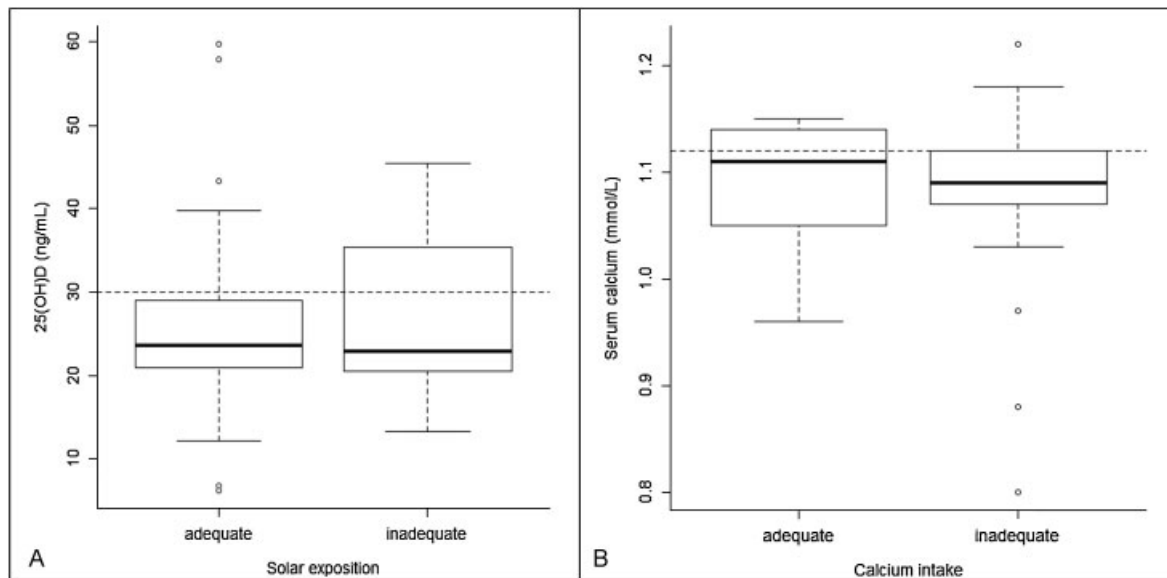 25(OH)D (ng/mL)
60
50
40
30
20
10
adequate
inadequate
Solar exposition
A
Serum calcium (mmol/L)
1.2
1.1
1.0
0.9
0.8
adequate
inadequate
Calcium intake
B